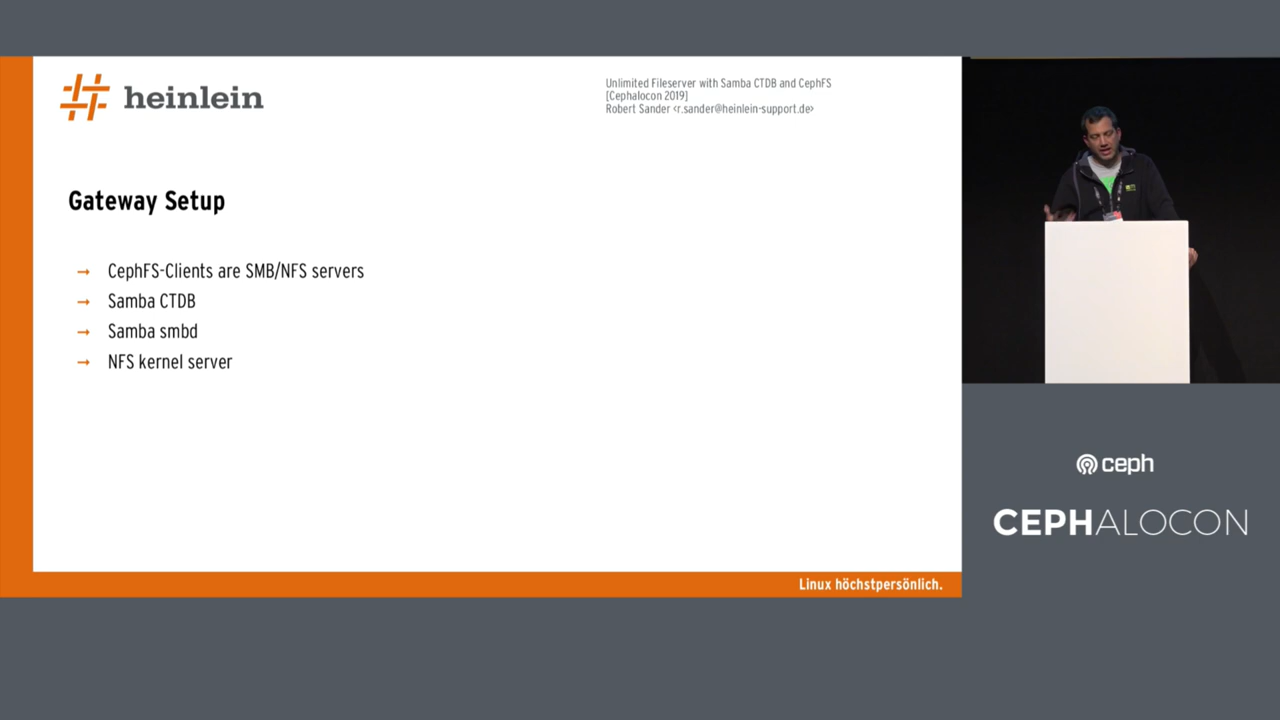 heinlein
Unlimited Fileserver with Samba CTDB and CephFS
[Cephalocon 2019]
Robert Sander <r.sander@heinlein-support.de>
Gateway Setup
→ CephFS-Clients are SMB/NFS servers
→ Samba CTDB
→ Samba smbd
→ NFS kernel server
Linux höchstpersönlich.
ceph
CEPHALOCON